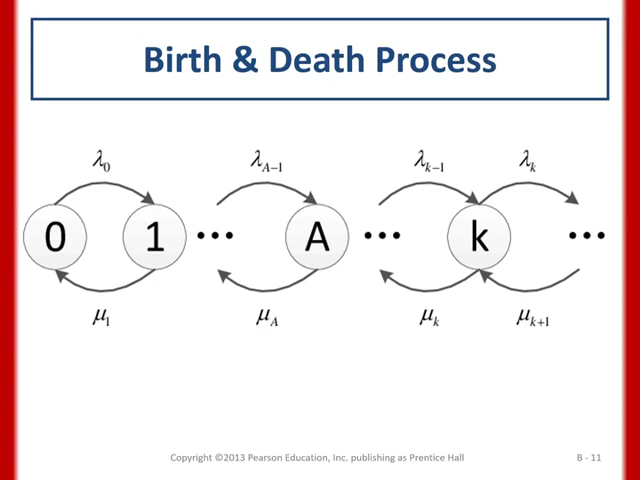 Birth & Death Process
λ₀ λ_{A−1} λ_{k−1} λ_k
0 1 ••• A ••• k •••
μ₁ μ_A μ_k μ_{k+1}
Copyright ©2013 Pearson Education, Inc. publishing as Prentice Hall B - 11